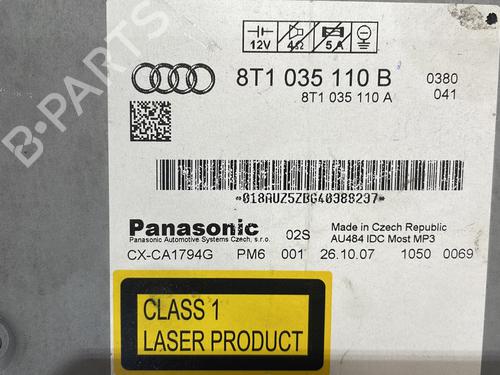 12V 4Ω 5A
8T1 035 110 B 0380
8T1 035 110 A 041
*018AUZ5ZBG40388237*
Panasonic 02S Made in Czech Republic
Panasonic Automotive Systems Czech, s.r.o. AU484 IDC Most MP3
CX-CA1794G PM6 001 26.10.07 1050 0069
CLASS 1
LASER PRODUCT
B-PARTS